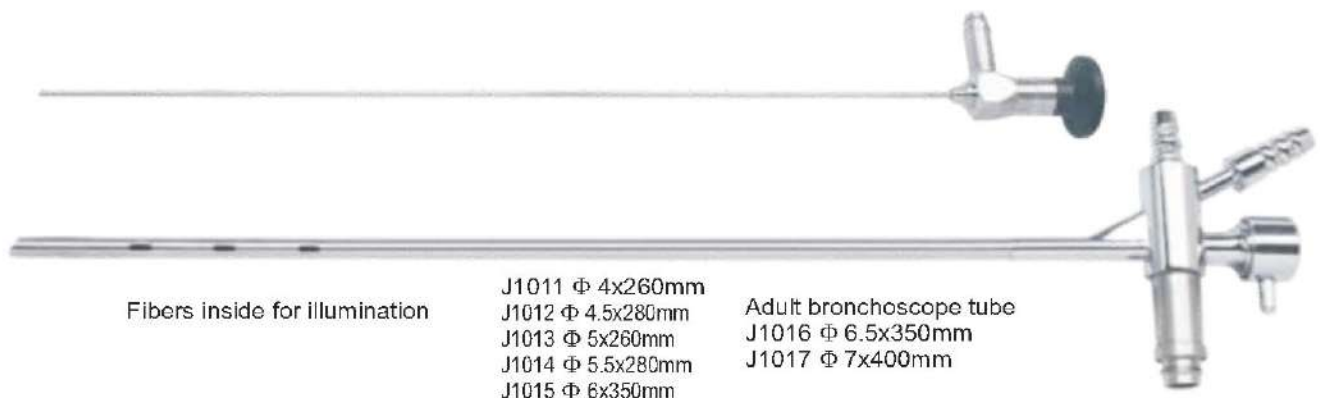 Fibers inside for illumination
J1011 Φ 4x260mm
J1012 Φ 4.5x280mm
J1013 Φ 5x260mm
J1014 Φ 5.5x280mm
J1015 Φ 6x350mm
Adult bronchoscope tube
J1016 Φ 6.5x350mm
J1017 Φ 7x400mm